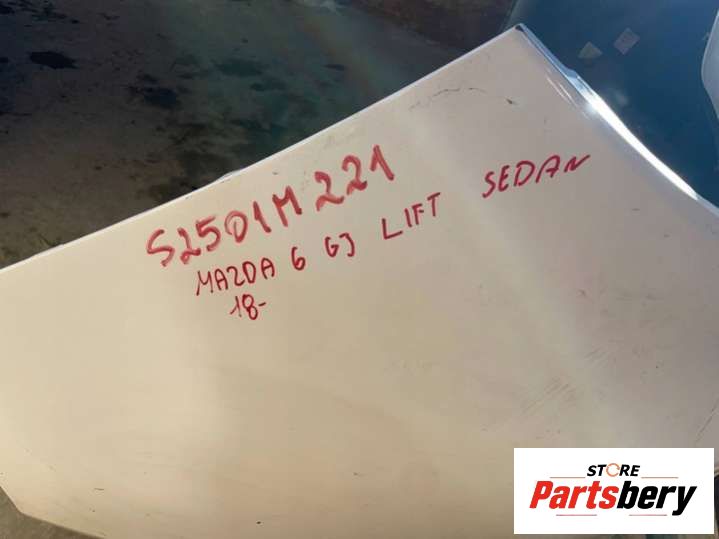 S2501M221
MAZDA 6 GJ LIFT SEDAN
18-
STORE
Partsbery